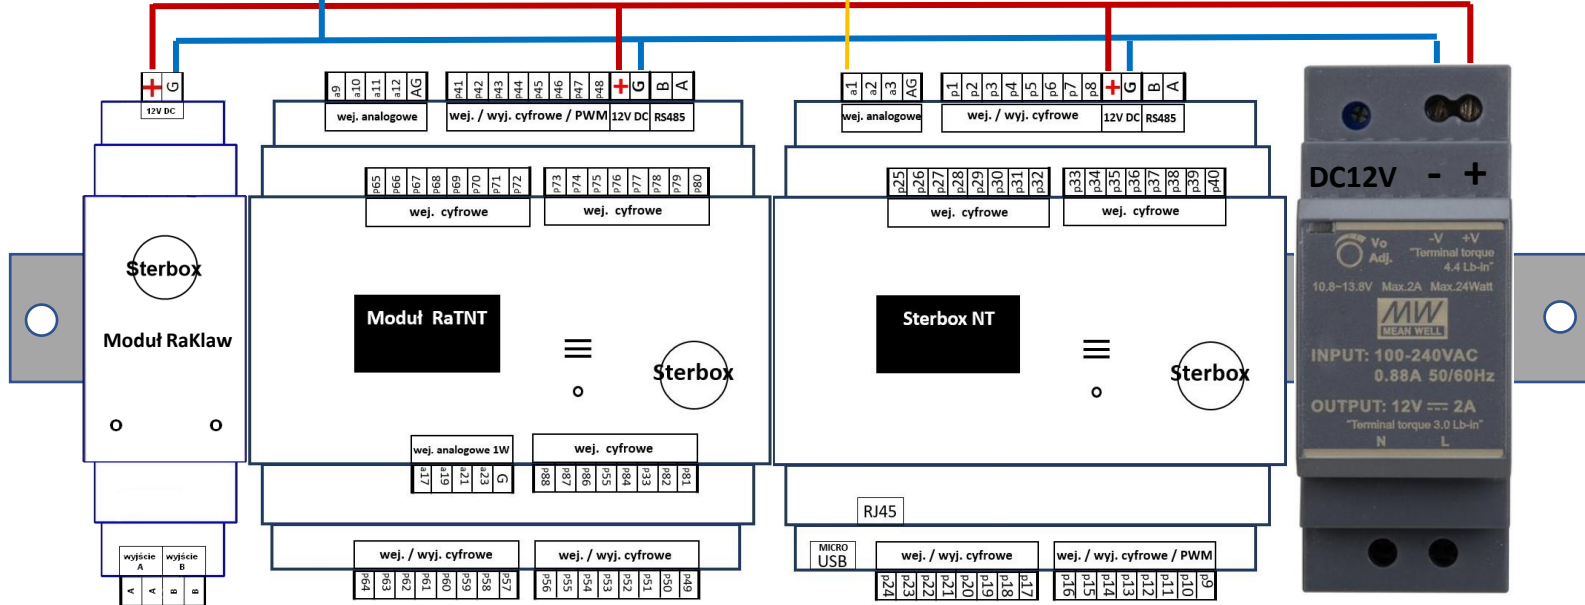 + G
12V DC
Sterbox
Moduł RaKlaw
wyjście A wyjście B
A A B B
a9 a10 a11 a12 AG
wej. analogowe
p41 p42 p43 p44 p45 p46 p47 p48 + G B A
wej. / wyj. cyfrowe / PWM 12V DC RS485
p65 p66 p67 p68 p69 p70 p71 p72
wej. cyfrowe
p73 p74 p75 p76 p77 p78 p79 p80
wej. cyfrowe
Moduł RaTNT
Sterbox
wej. analogowe 1W
a17 a19 a21 a23 G
wej. cyfrowe
p88 p87 p86 p55 p84 p33 p82 p81
wej. / wyj. cyfrowe
p64 p63 p62 p61 p60 p59 p58 p57
wej. / wyj. cyfrowe
p56 p55 p54 p53 p52 p51 p50 p49
a1 a2 a3 AG
wej. analogowe
p1 p2 p3 p4 p5 p6 p7 p8 + G B A
wej. / wyj. cyfrowe 12V DC RS485
p25 p26 p27 p28 p29 p30 p31 p32
wej. cyfrowe
p33 p34 p35 p36 p37 p38 p39 p40
wej. cyfrowe
Sterbox NT
Sterbox
RJ45
MICRO
USB
wej. / wyj. cyfrowe
p24 p23 p22 p21 p20 p19 p18 p17
wej. / wyj. cyfrowe / PWM
p16 p15 p14 p13 p12 p11 p10 p9
DC12V - +
Vo Adj.
-V +V
"Terminal torque
4.4 Lb-in"
10.8~13.8V Max.2A Max.24Watt
MW
MEAN WELL
INPUT: 100-240VAC
0.88A 50/60Hz
OUTPUT: 12V 2A
"Terminal torque 3.0 Lb-in"
N L